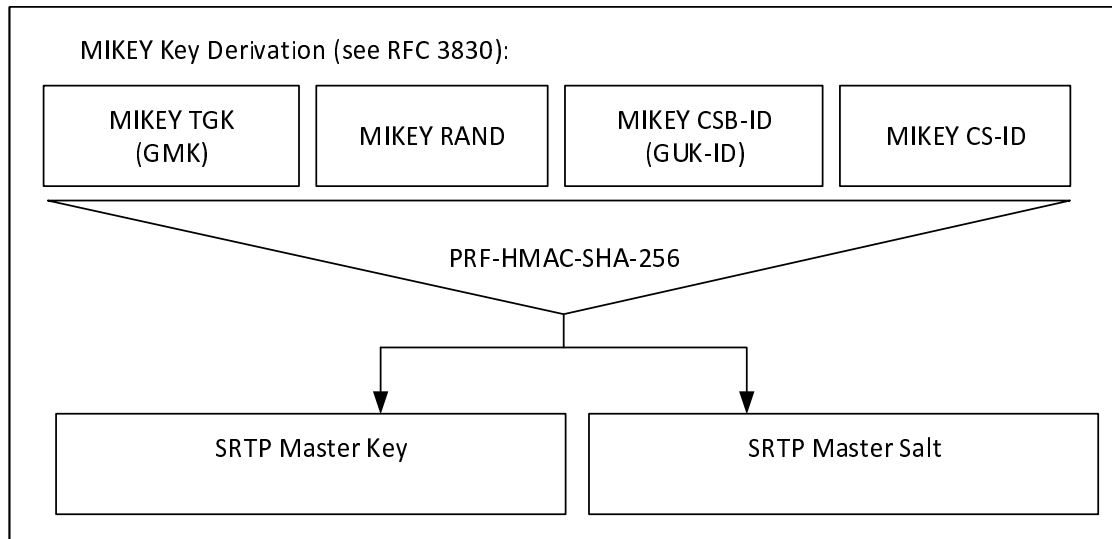 MIKEY Key Derivation (see RFC 3830):
MIKEY TGK
(GMK)
MIKEY RAND
MIKEY CSB-ID
(GUK-ID)
MIKEY CS-ID
PRF-HMAC-SHA-256
SRTP Master Key
SRTP Master Salt